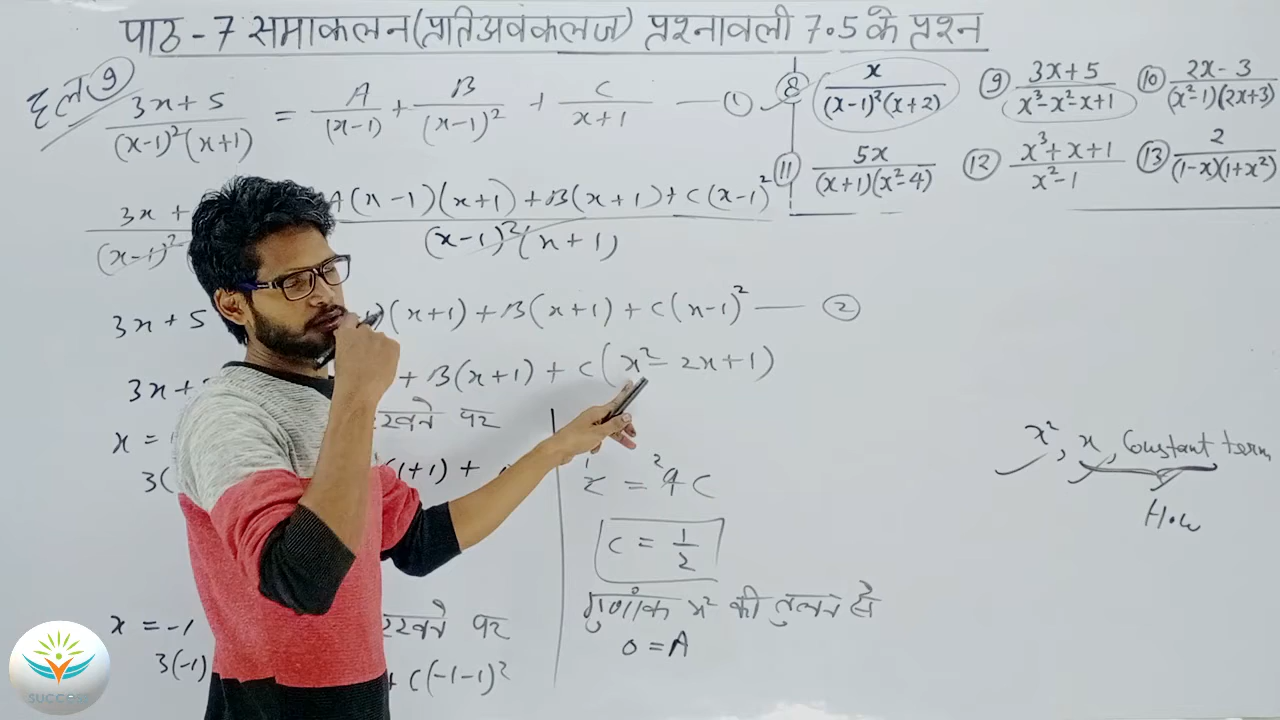 पाठ - 7 समाकलन(प्रतिअवकलज) प्रश्नावली 7.5 के प्रश्न
हल 9
(3x+5)/((x-1)²(x+1)) = A/(x-1) + B/(x-1)² + C/(x+1) — ①
⑧ x/((x-1)²(x+2)) ⑨ (3x+5)/(x³-x²-x+1) ⑩ (2x-3)/((x²-1)(2x+3))
⑪ 5x/((x+1)(x²-4)) ⑫ (x³+x+1)/(x²-1) ⑬ 2/((1-x)(1+x²))
3x + A(x-1)(x+1)+B(x+1)+C(x-1)²
(x-1)² (x-1)²(x+1)
3x+5 (x+1)+B(x+1)+C(x-1)² — ②
3x+ + B(x+1) + C(x²-2x+1)
x = रखने पर
3( (1+1) +
2 = 4C
C = 1/2
x², x, Constant term
गुणांक x² की तुलन से
0 = A
x = -1 रखने पर
3(-1) + C(-1-1)²
SUCCESS